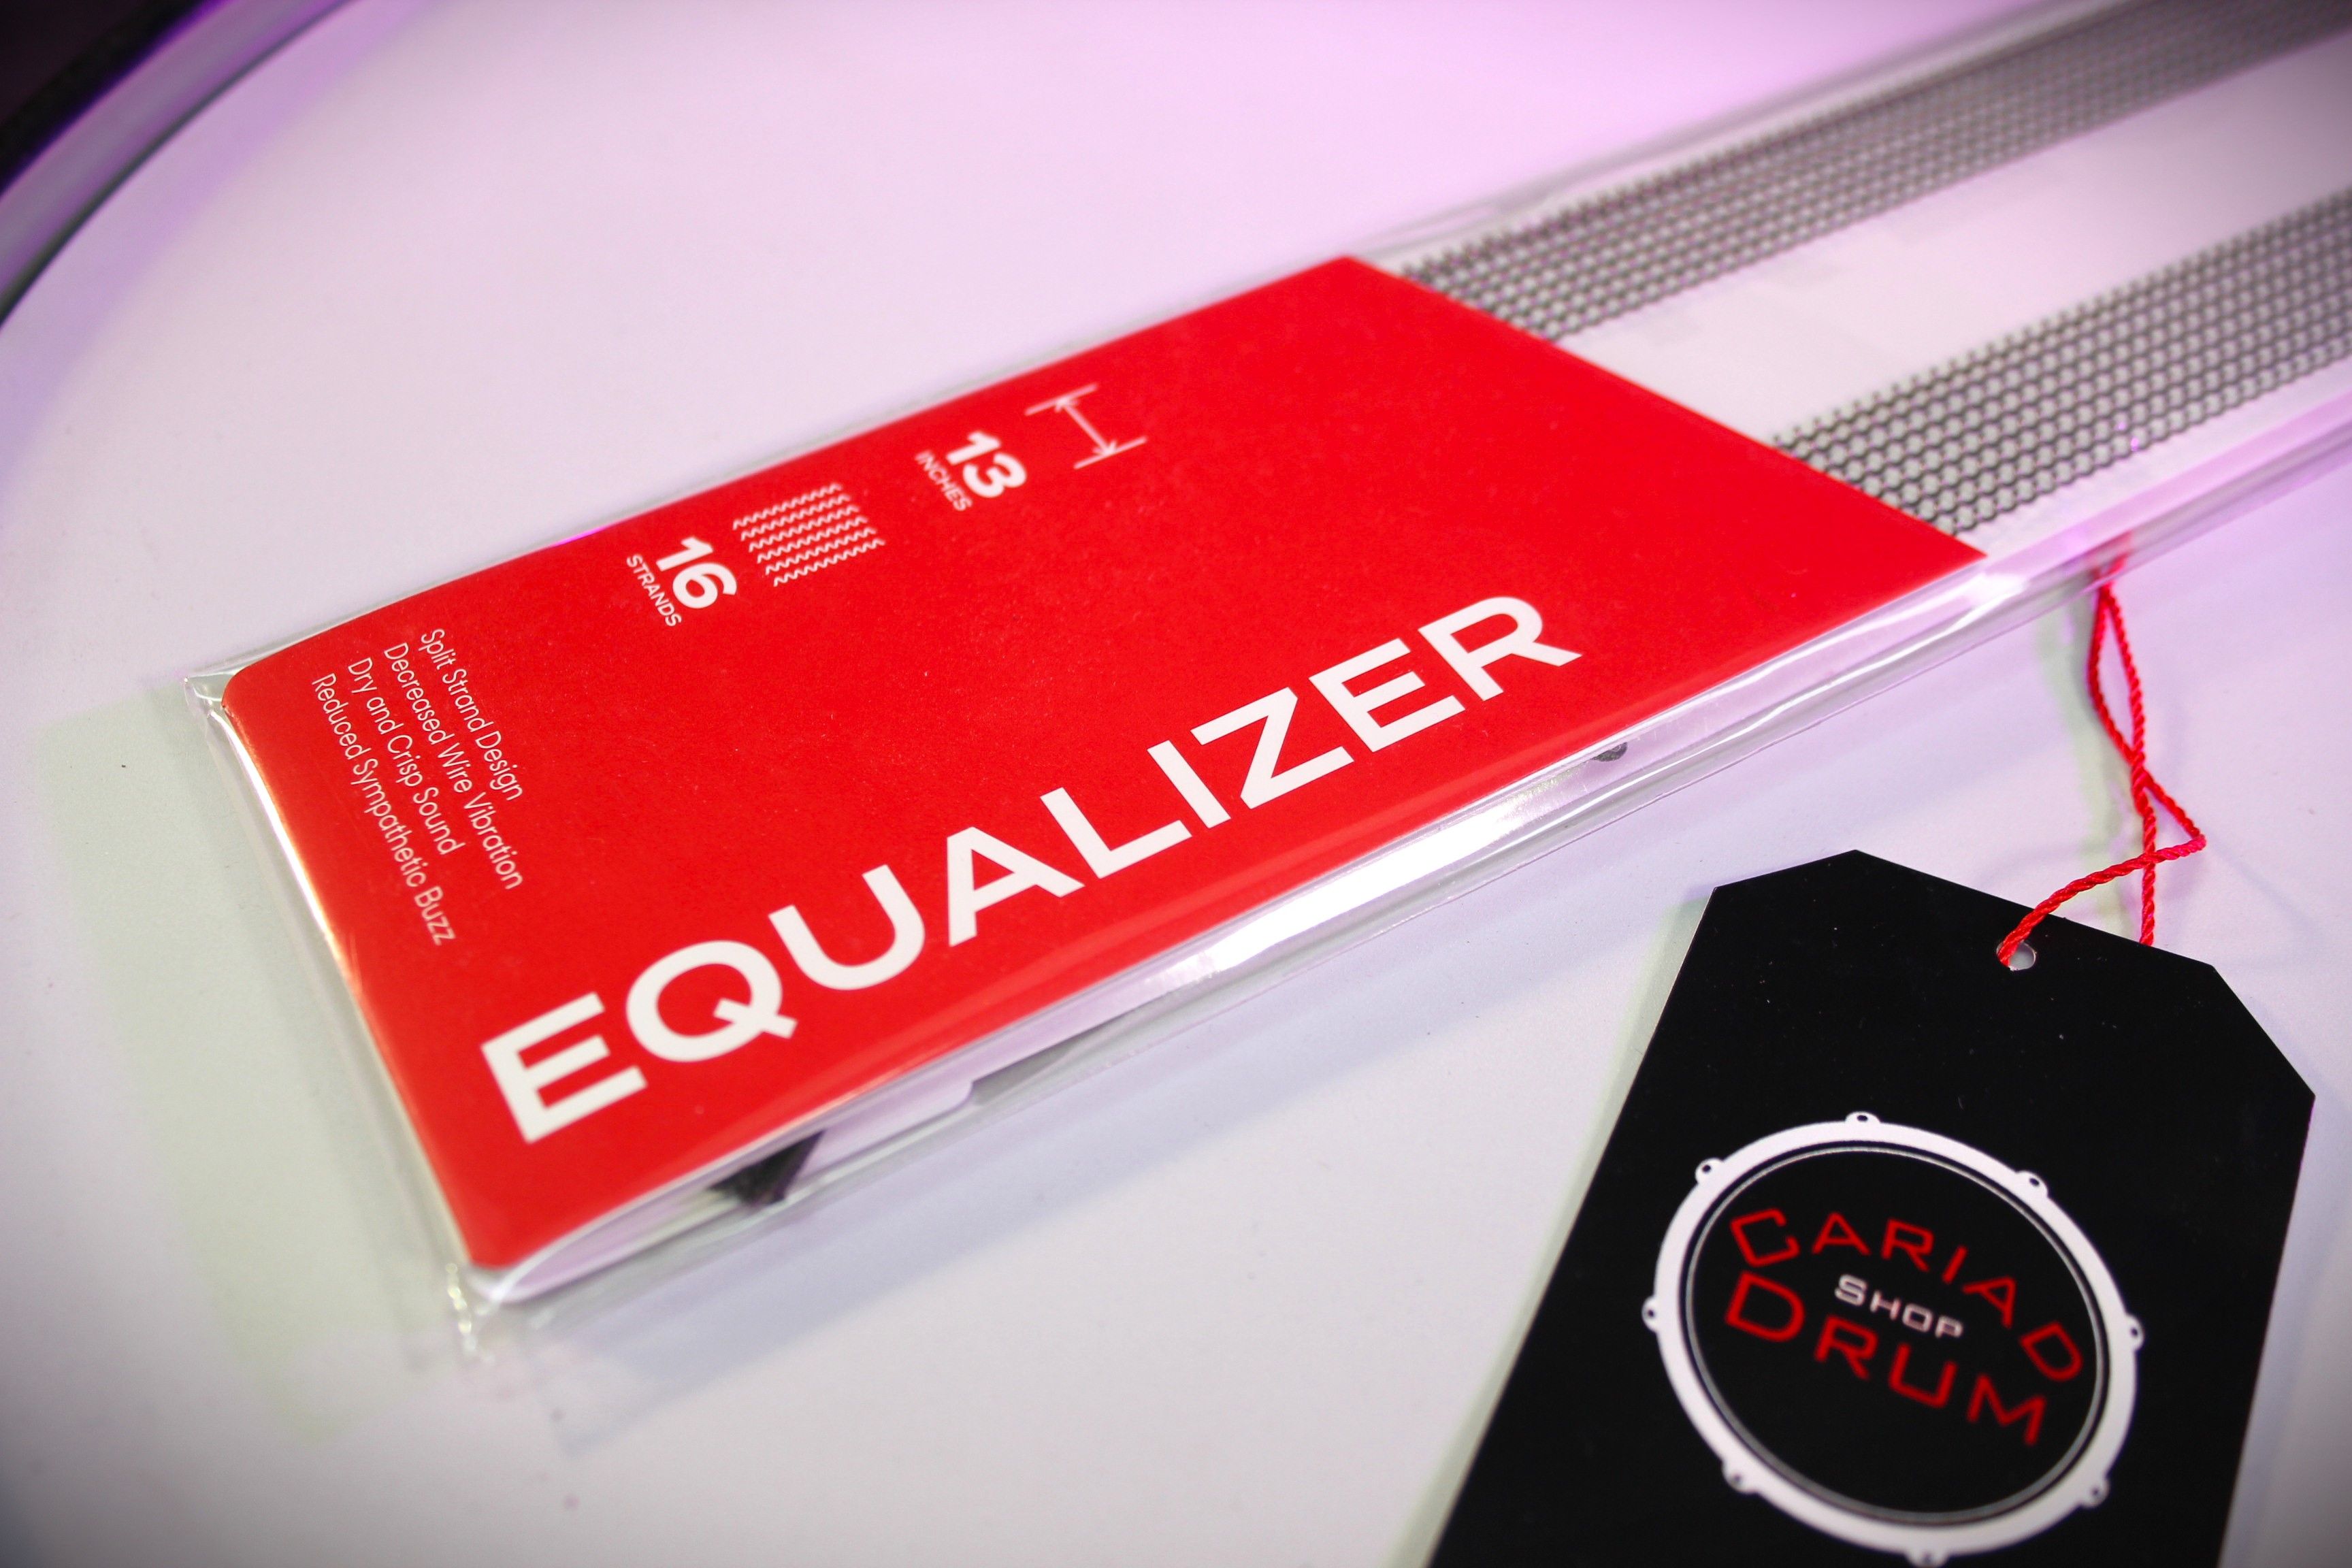 13
INCHES
16
STRANDS
Split Strand Design
Decreased Wire Vibration
Dry and Crisp Sound
Reduced Sympathetic Buzz
EQUALIZER
CARIAD
SHOP
DRUM